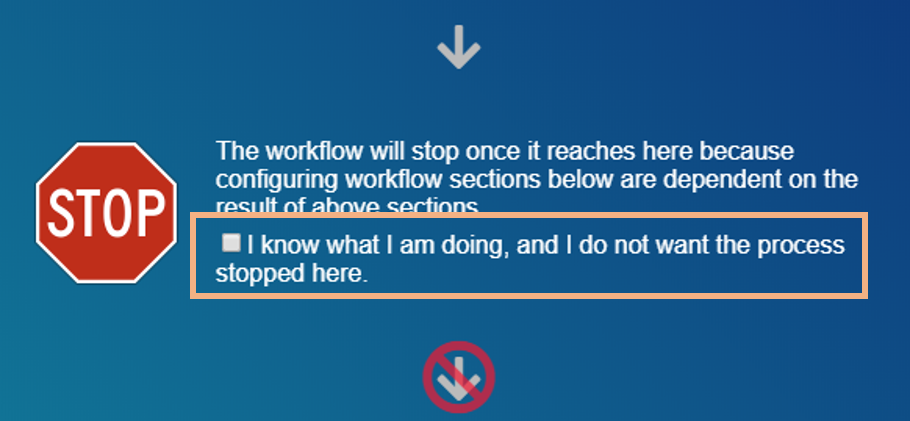 STOP
The workflow will stop once it reaches here because
configuring workflow sections below are dependent on the
result of above sections.
I know what I am doing, and I do not want the process
stopped here.